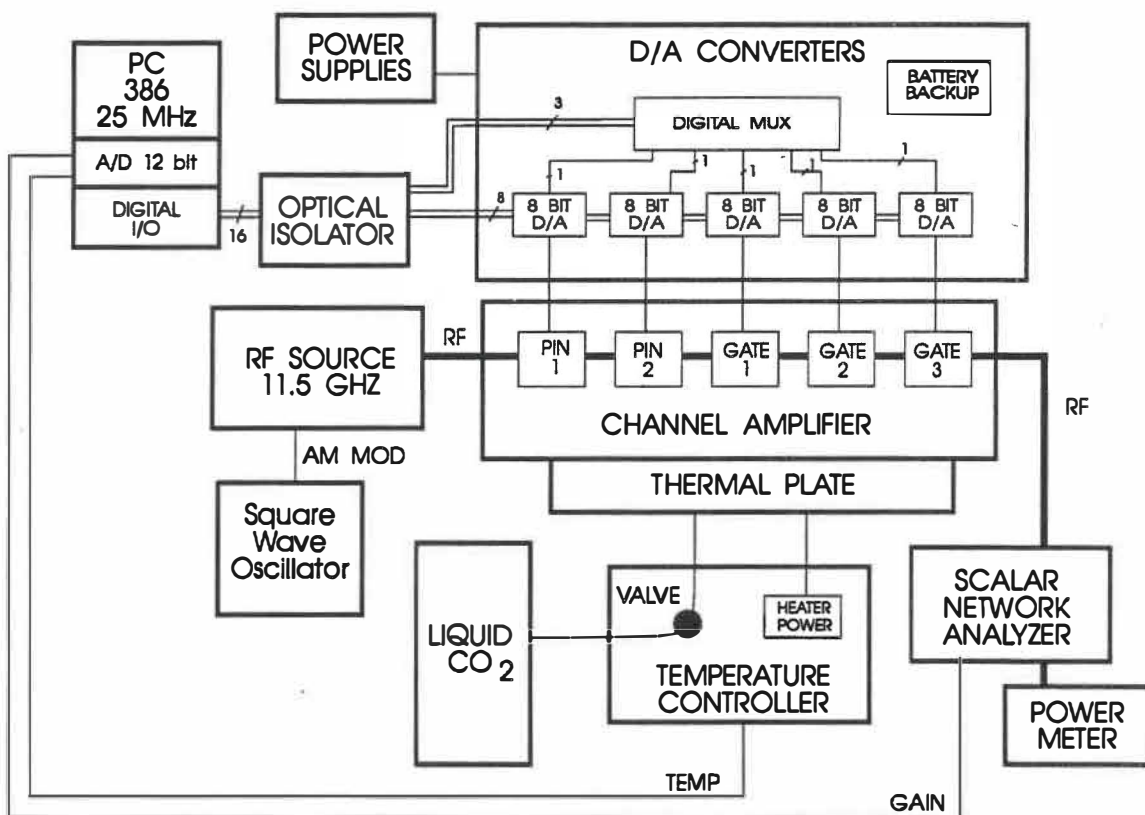 PC
386
25 MHz
A/D 12 bit
DIGITAL
I/O
16
OPTICAL
ISOLATOR
POWER
SUPPLIES
D/A CONVERTERS
BATTERY
BACKUP
3
DIGITAL MUX
1
1
1
1
1
8
8 BIT
D/A
8 BIT
D/A
8 BIT
D/A
8 BIT
D/A
8 BIT
D/A
RF SOURCE
11.5 GHZ
RF
PIN
1
PIN
2
GATE
1
GATE
2
GATE
3
CHANNEL AMPLIFIER
RF
AM MOD
THERMAL PLATE
Square
Wave
Oscillator
LIQUID
CO 2
VALVE
HEATER
POWER
TEMPERATURE
CONTROLLER
SCALAR
NETWORK
ANALYZER
POWER
METER
TEMP
GAIN